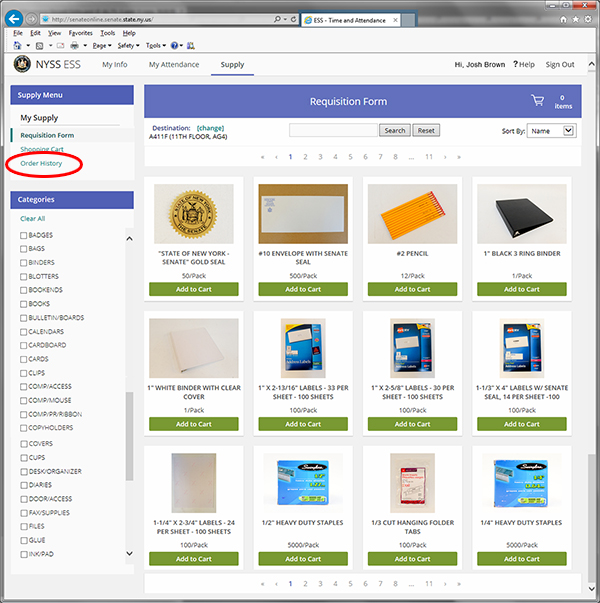 http://senateonline.senate.state.ny.us/
ESS - Time and Attendance
File Edit View Favorites Tools Help
Page Safety Tools
NYSS ESS
My Info
My Attendance
Supply
Hi, Josh Brown
?Help
Sign Out
Supply Menu
My Supply
Requisition Form
Shopping Cart
Order History
Categories
Clear All
BADGES
BAGS
BINDERS
BLOTTERS
BOOKENDS
BOOKS
BULLETIN/BOARDS
CALENDARS
CARDBOARD
CARDS
CLIPS
COMP/ACCESS
COMP/MOUSE
COMP/PR/RIBBON
COPYHOLDERS
COVERS
CUPS
DESK/ORGANIZER
DIARIES
DOOR/ACCESS
FAX/SUPPLIES
FILES
GLUE
INK/PAD
Requisition Form
0
items
Destination: [change]
A411F (11TH FLOOR, AG4)
Search
Reset
Sort By: Name
« ‹ 1 2 3 4 5 6 7 8 ... 11 › »
"STATE OF NEW YORK -
SENATE" GOLD SEAL
50/Pack
Add to Cart
#10 ENVELOPE WITH SENATE
SEAL
500/Pack
Add to Cart
#2 PENCIL
12/Pack
Add to Cart
1" BLACK 3 RING BINDER
1/Pack
Add to Cart
1" WHITE BINDER WITH CLEAR
COVER
1/Pack
Add to Cart
AVERY
1" X 2-13/16" LABELS - 33 PER
SHEET - 100 SHEETS
100/Pack
Add to Cart
AVERY
1" X 2-5/8" LABELS - 30 PER
SHEET - 100 SHEETS
100/Pack
Add to Cart
AVERY
1-1/3" X 4" LABELS W/ SENATE
SEAL, 14 PER SHEET -100
100/Pack
Add to Cart
1-1/4" X 2-3/4" LABELS - 24
PER SHEET - 100 SHEETS
100/Pack
Add to Cart
Swingline
1/2" HEAVY DUTY STAPLES
5000/Pack
Add to Cart
1/3 CUT HANGING FOLDER
TABS
100/Pack
Add to Cart
Swingline
1/4" HEAVY DUTY STAPLES
5000/Pack
Add to Cart
« ‹ 1 2 3 4 5 6 7 8 ... 11 › »